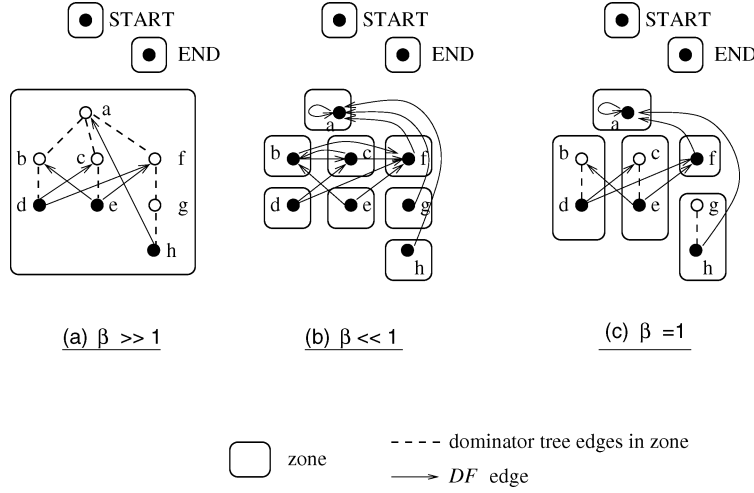 START START START
END END END
a a a
b c f b c f b c f
d e g d e g d e g
h h h
(a) β >> 1 (b) β << 1 (c) β =1
zone
dominator tree edges in zone
DF edge